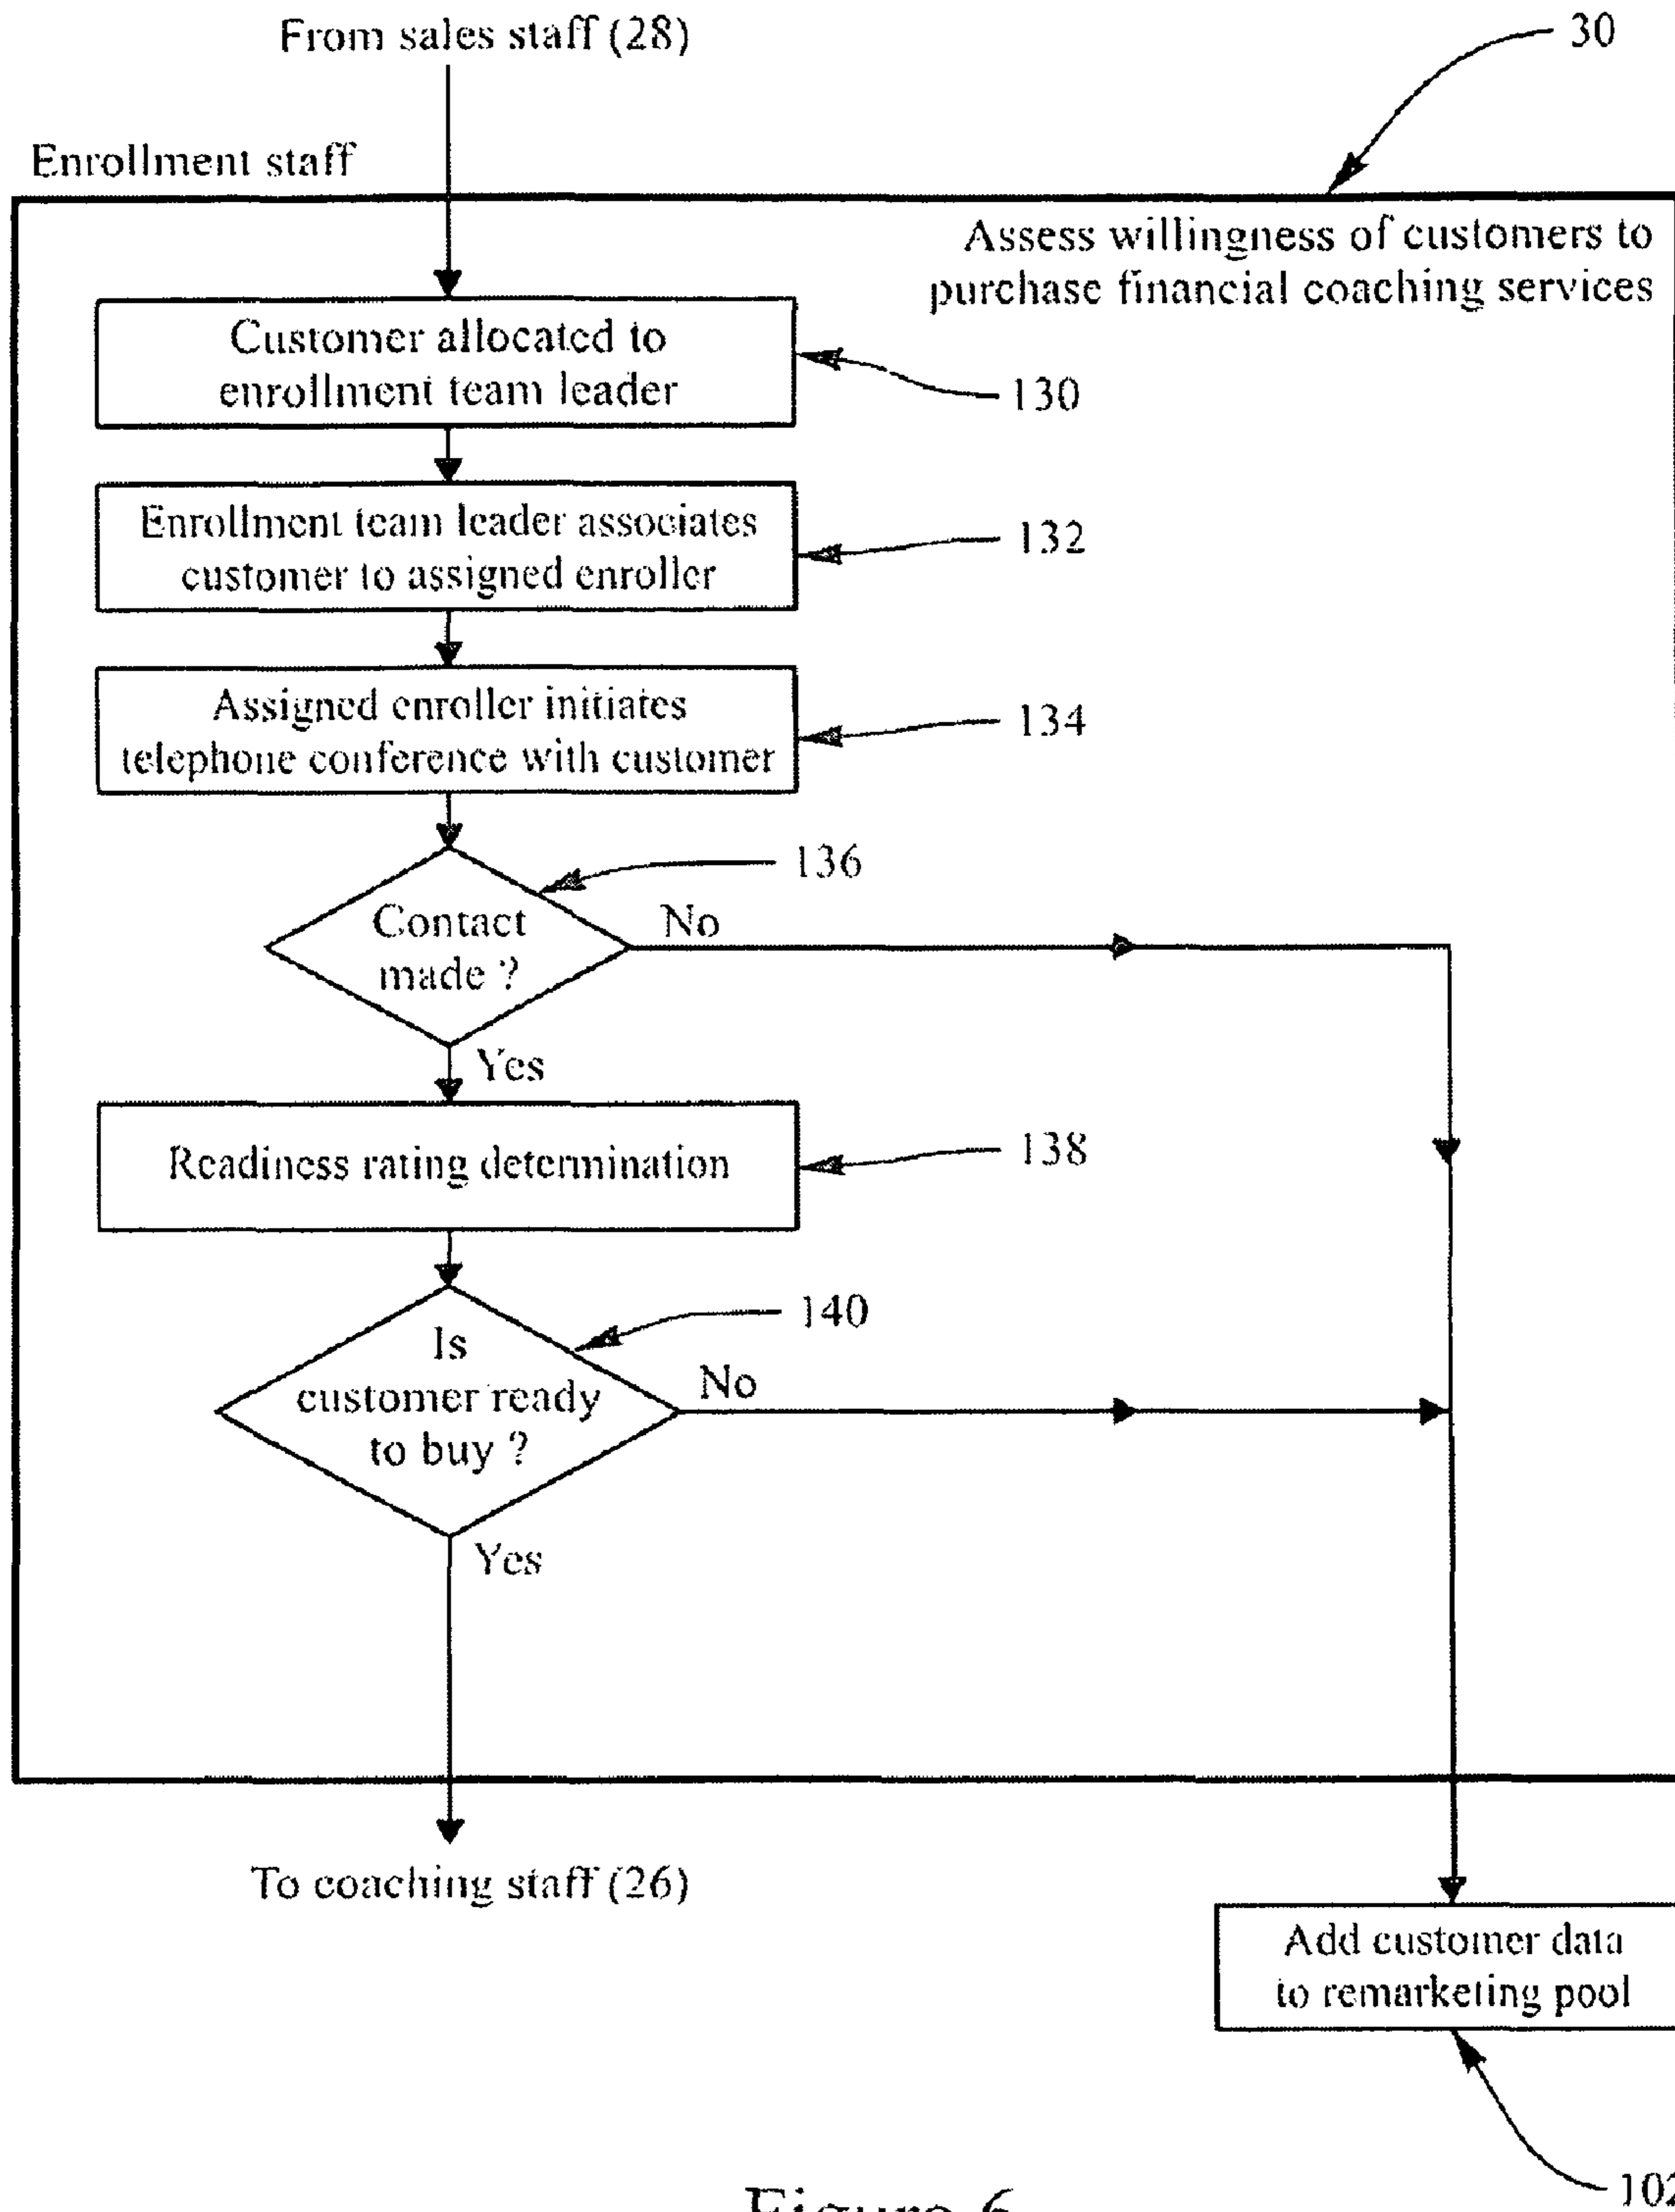 From sales staff (28)
30
Enrollment staff
Assess willingness of customers to
purchase financial coaching services
Customer allocated to
enrollment team leader
130
Enrollment team leader associates
customer to assigned enroller
132
Assigned enroller initiates
telephone conference with customer
134
136
Contact
made ?
No
Yes
Readiness rating determination
138
140
Is
customer ready
to buy ?
No
Yes
To coaching staff (26)
Add customer data
to remarketing pool
102
Figure 6